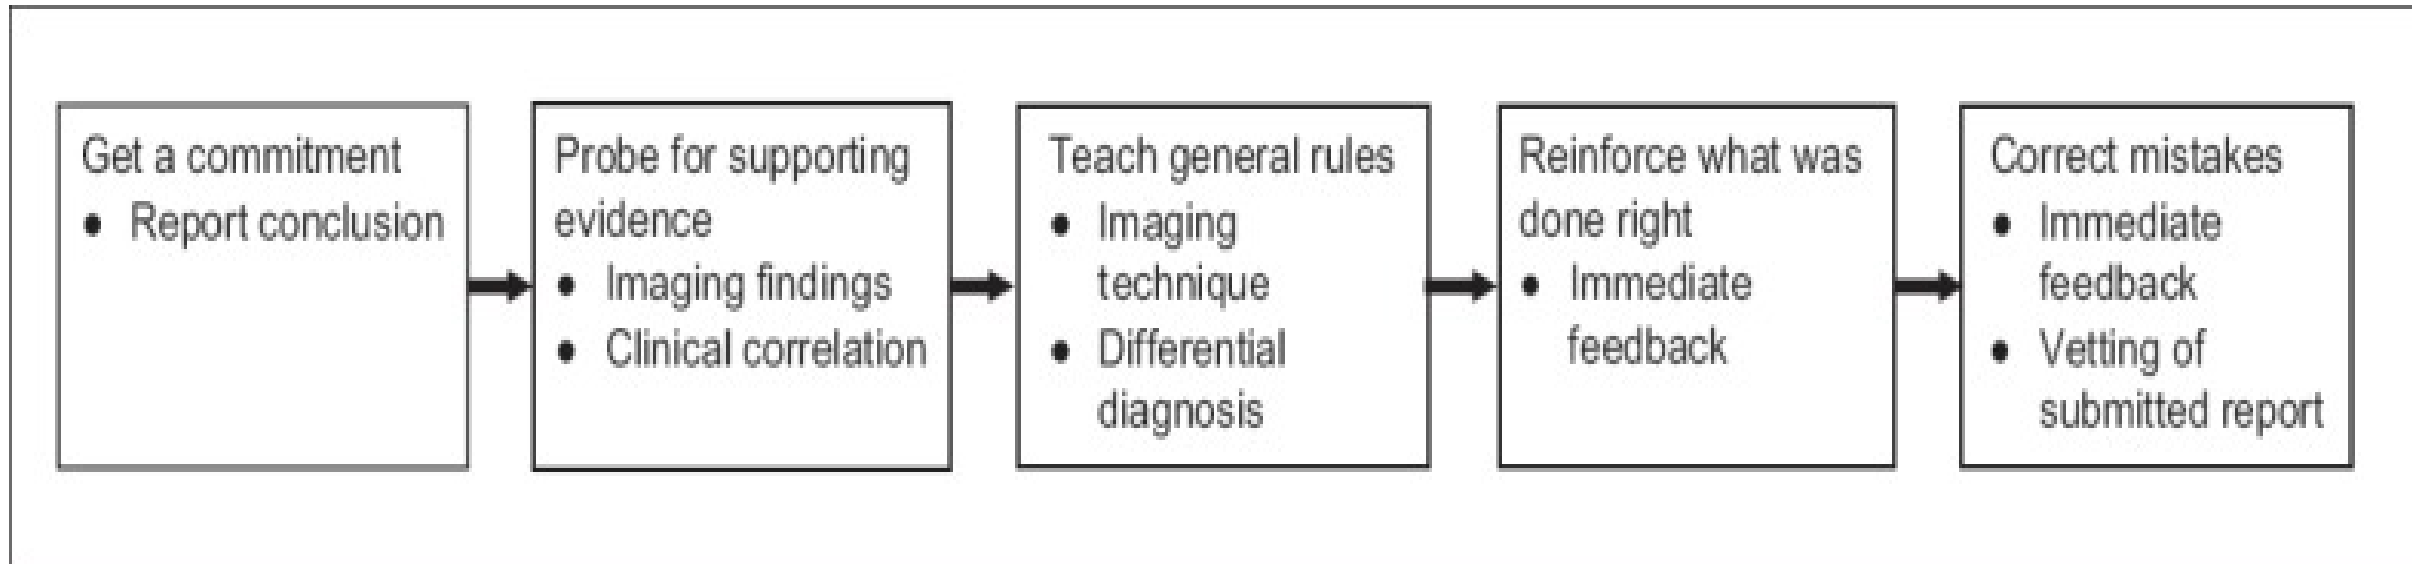 Get a commitment
● Report conclusion
Probe for supporting
evidence
● Imaging findings
● Clinical correlation
Teach general rules
● Imaging
technique
● Differential
diagnosis
Reinforce what was
done right
● Immediate
feedback
Correct mistakes
● Immediate
feedback
● Vetting of
submitted report